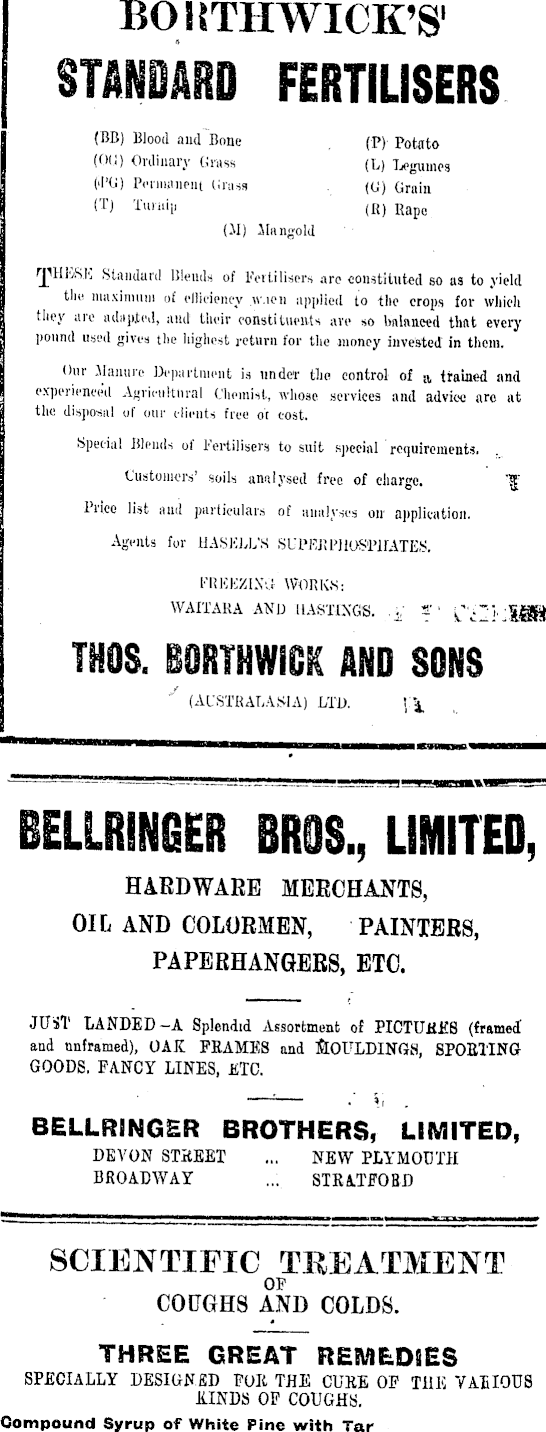 BORTHWICK'S
STANDARD FERTILISERS
(BB) Blood and Bone (P) Potato
(OG) Ordinary Grass (L) Legumes
(PG) Permanent Grass (G) Grain
(T) Turnip (R) Rape
(M) Mangold
THESE Standard Blends of Fertilisers are constituted so as to yield
the maximum of efficiency when applied to the crops for which
they are adapted, and their constituents are so balanced that every
pound used gives the highest return for the money invested in them.
Our Manure Department is under the control of a trained and
experienced Agricultural Chemist, whose services and advice are at
the disposal of our clients free of cost.
Special Blends of Fertilisers to suit special requirements.
Customers' soils analysed free of charge.
Price list and particulars of analyses on application.
Agents for HASELL'S SUPERPHOSPHATES.
FREEZING WORKS:
WAITARA AND HASTINGS.
THOS. BORTHWICK AND SONS
(AUSTRALASIA) LTD.
BELLRINGER BROS., LIMITED,
HARDWARE MERCHANTS,
OIL AND COLORMEN, PAINTERS,
PAPERHANGERS, ETC.
JUST LANDED—A Splendid Assortment of PICTURES (framed
and unframed), OAK FRAMES and MOULDINGS, SPORTING
GOODS, FANCY LINES, ETC.
BELLRINGER BROTHERS, LIMITED,
DEVON STREET ... NEW PLYMOUTH
BROADWAY ... STRATFORD
SCIENTIFIC TREATMENT
OF
COUGHS AND COLDS.
THREE GREAT REMEDIES
SPECIALLY DESIGNED FOR THE CURE OF THE VARIOUS
KINDS OF COUGHS.
Compound Syrup of White Pine with Tar